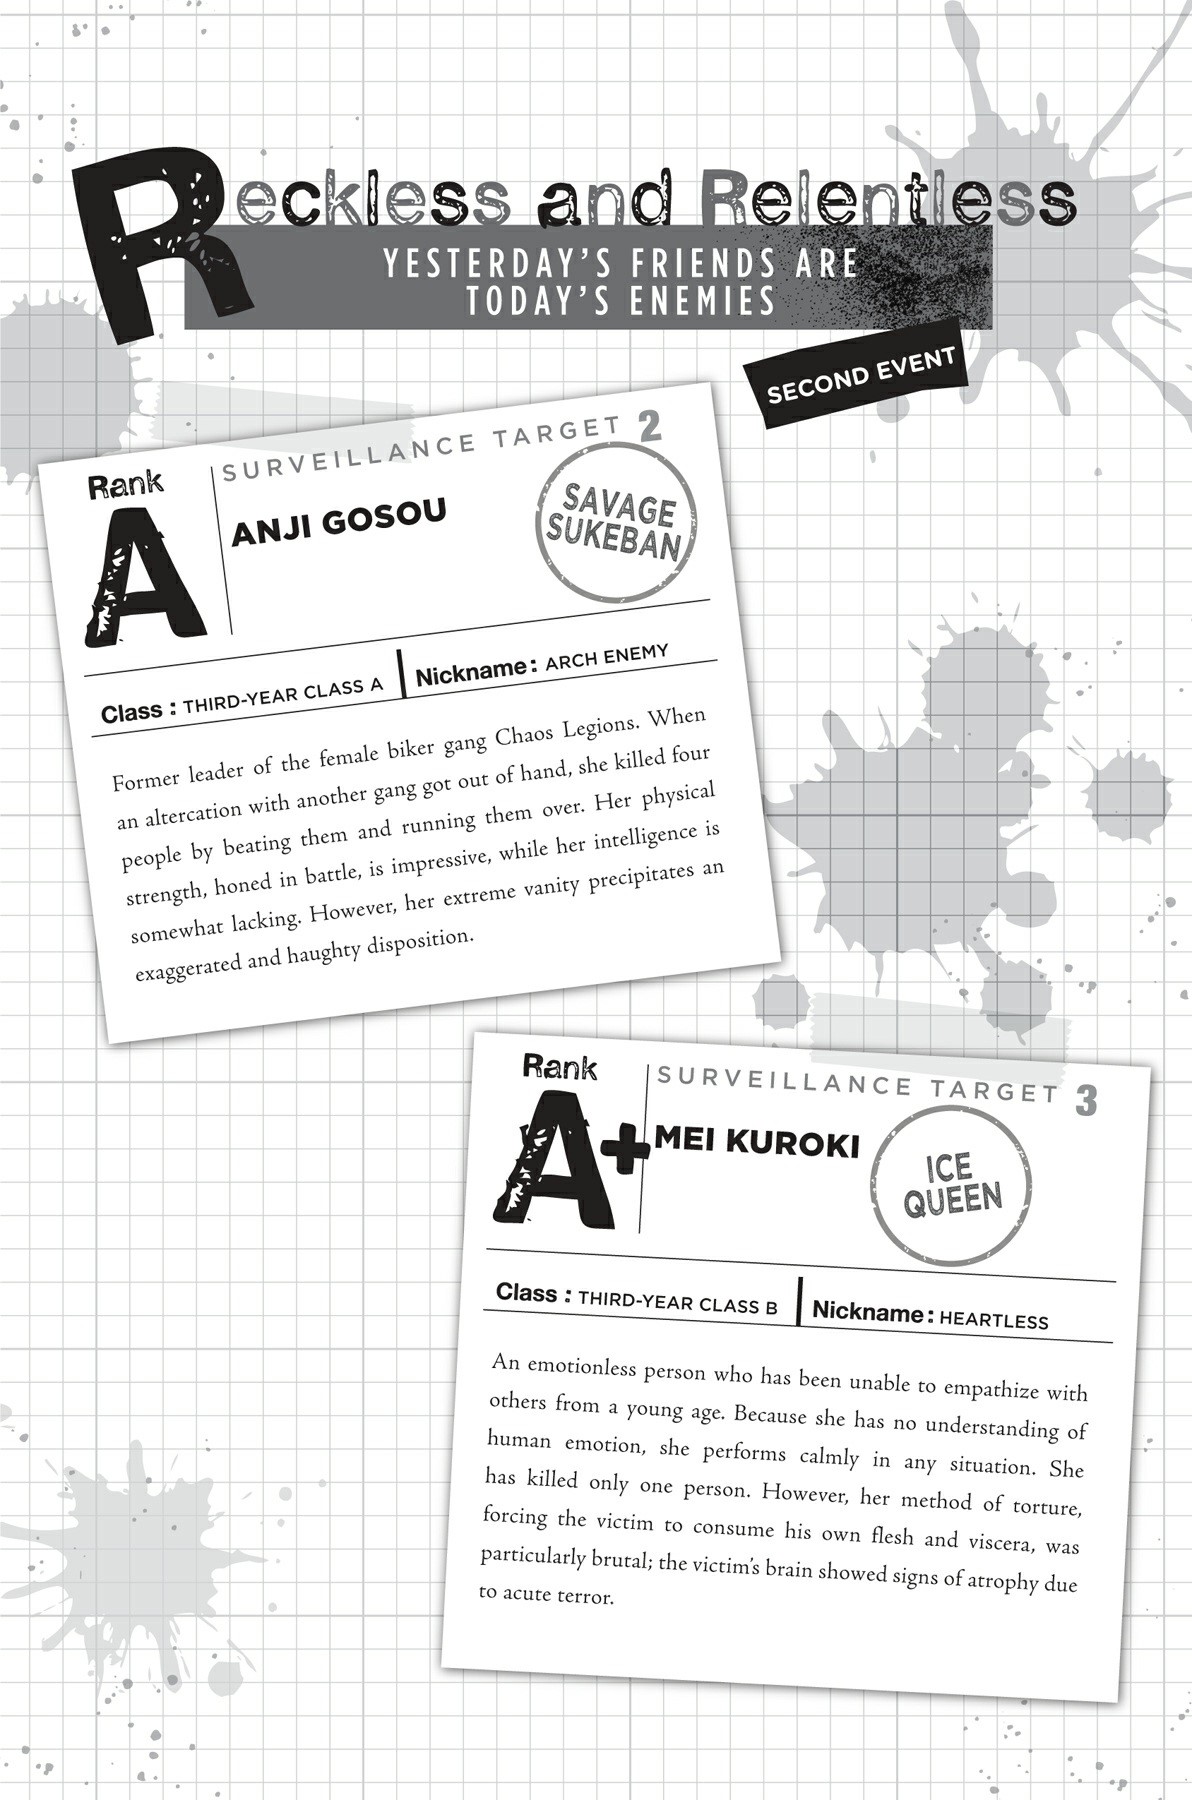 Reckless and Relentless
YESTERDAY'S FRIENDS ARE
TODAY'S ENEMIES
SECOND EVENT
Rank
A
SURVEILLANCE TARGET 2
ANJI GOSOU
SAVAGE
SUKEBAN
Class : THIRD-YEAR CLASS A
Nickname: ARCH ENEMY
Former leader of the female biker gang Chaos Legions. When
an altercation with another gang got out of hand, she killed four
people by beating them and running them over. Her physical
strength, honed in battle, is impressive, while her intelligence is
somewhat lacking. However, her extreme vanity precipitates an
exaggerated and haughty disposition.
Rank
A+
SURVEILLANCE TARGET 3
MEI KUROKI
ICE
QUEEN
Class : THIRD-YEAR CLASS B
Nickname: HEARTLESS
An emotionless person who has been unable to empathize with
others from a young age. Because she has no understanding of
human emotion, she performs calmly in any situation. She
has killed only one person. However, her method of torture,
forcing the victim to consume his own flesh and viscera, was
particularly brutal; the victim's brain showed signs of atrophy due
to acute terror.